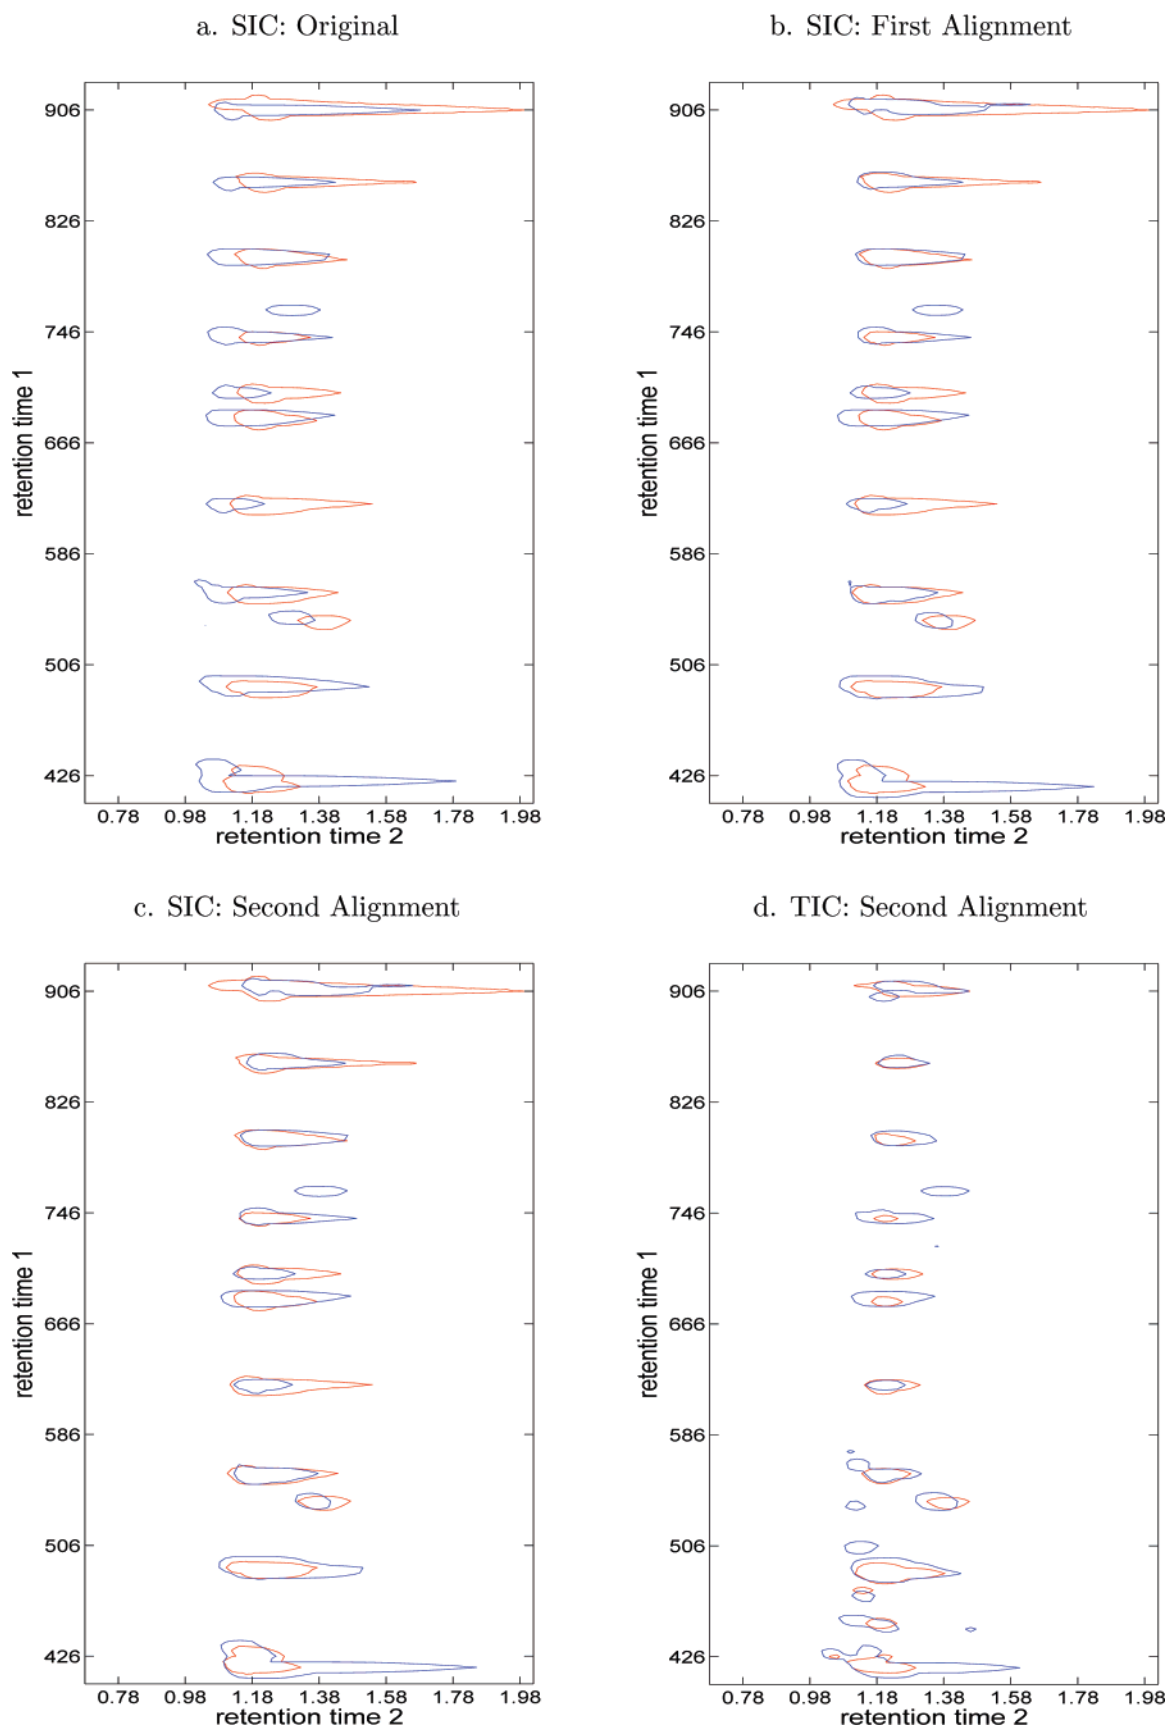 a. SIC: Original
b. SIC: First Alignment
906
826
746
666
586
506
426
retention time 1
0.78 0.98 1.18 1.38 1.58 1.78 1.98
retention time 2
906
826
746
666
586
506
426
retention time 1
0.78 0.98 1.18 1.38 1.58 1.78 1.98
retention time 2
c. SIC: Second Alignment
d. TIC: Second Alignment
906
826
746
666
586
506
426
retention time 1
0.78 0.98 1.18 1.38 1.58 1.78 1.98
retention time 2
906
826
746
666
586
506
426
retention time 1
0.78 0.98 1.18 1.38 1.58 1.78 1.98
retention time 2